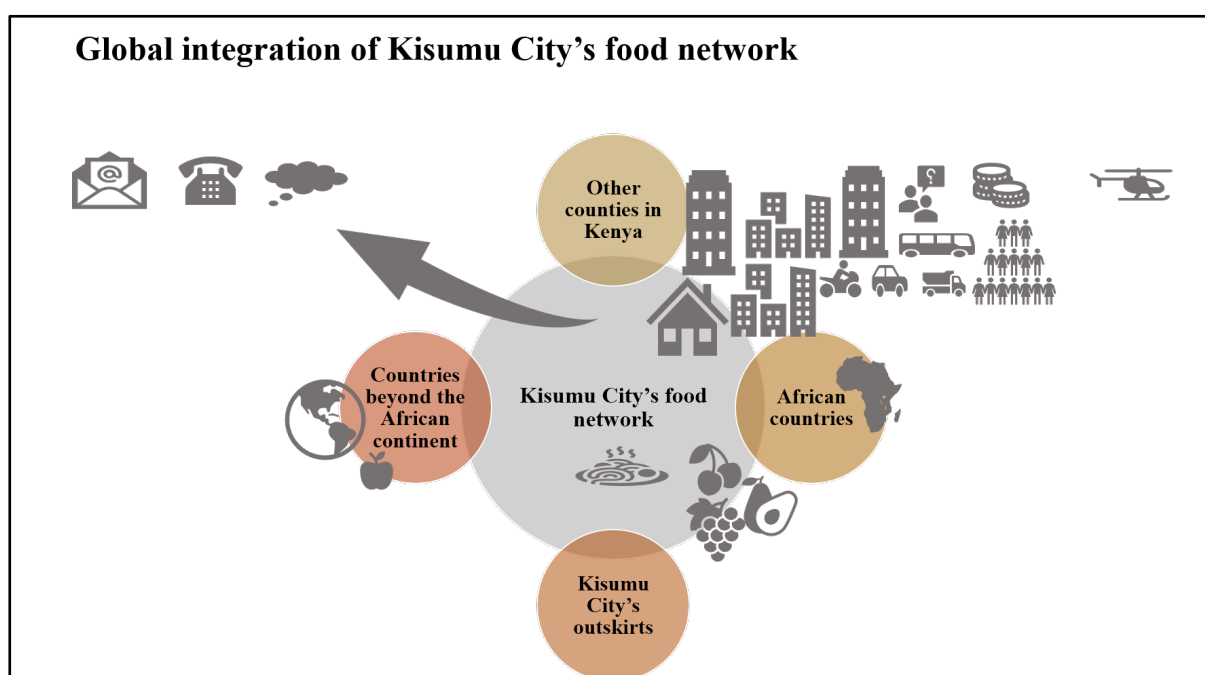 Global integration of Kisumu City’s food network
@
?
Other
counties in
Kenya
Countries
beyond the
African
continent
Kisumu City’s food
network
African
countries
$ $ $
Kisumu
City’s
outskirts